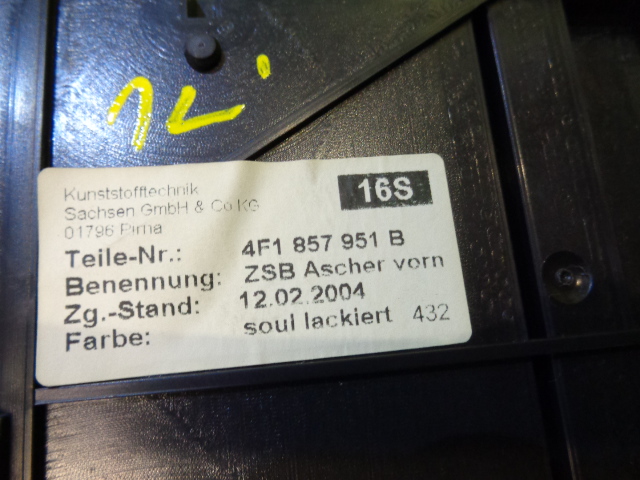 Kunststofftechnik
Sachsen GmbH & Co.KG
01796 Pirna
16S
Teile-Nr.: 4F1 857 951 B
Benennung: ZSB Ascher vorn
Zg.-Stand: 12.02.2004
Farbe: soul lackiert 432